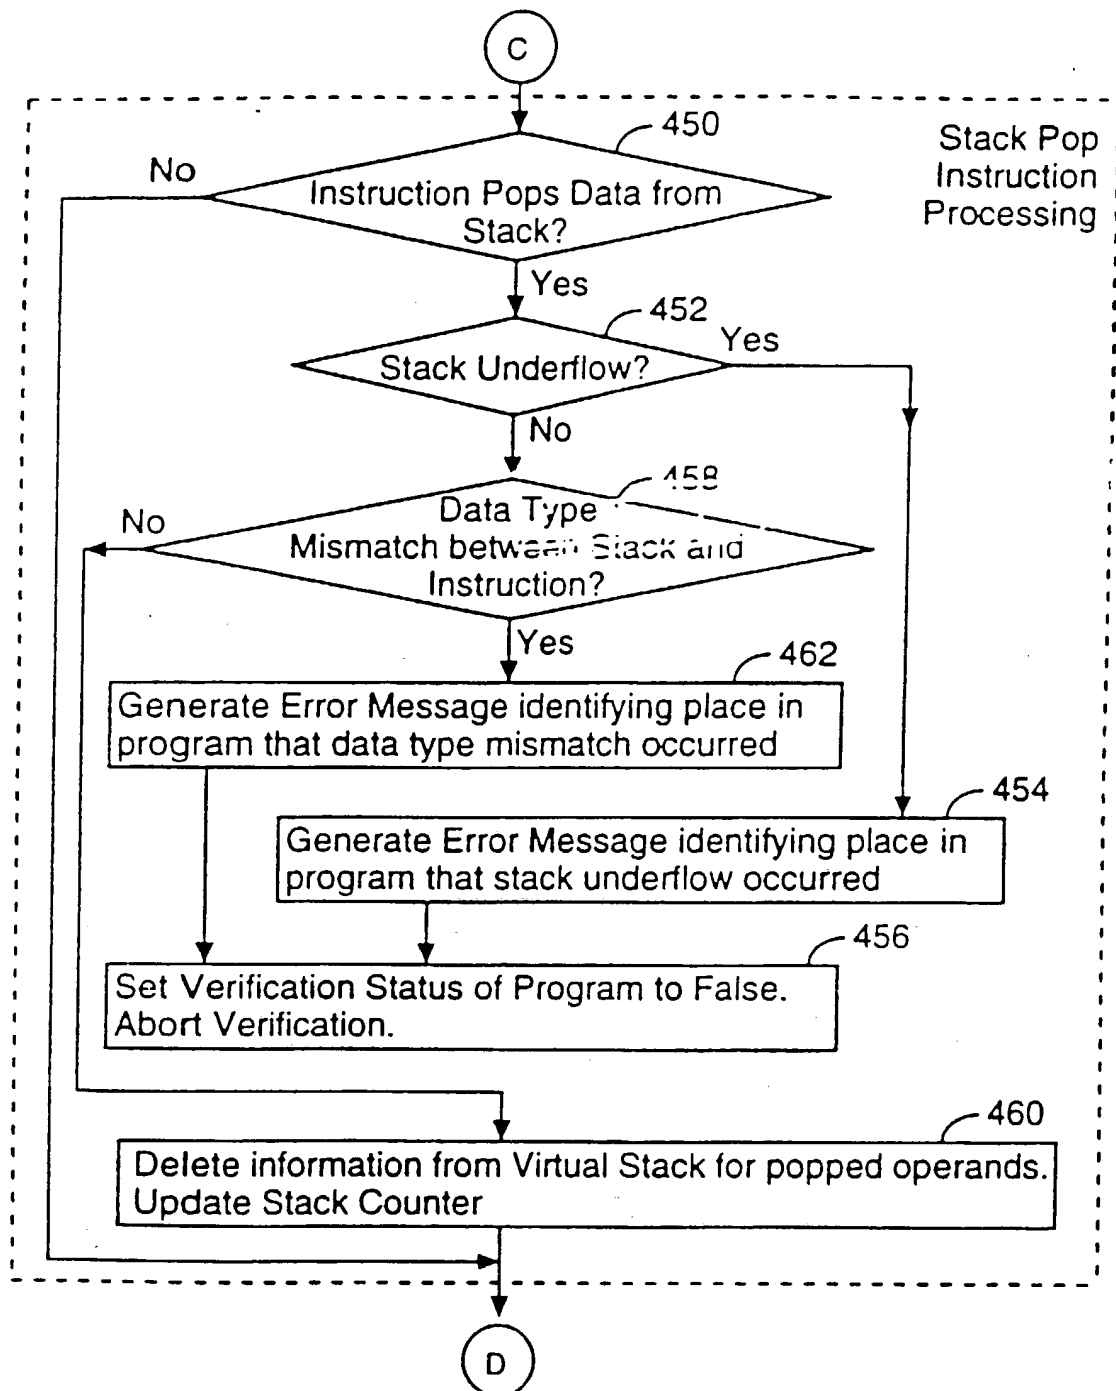 C
450
Stack Pop
Instruction
Processing
No
Instruction Pops Data from
Stack?
Yes
452
Yes
Stack Underflow?
No
458
No
Data Type
Mismatch between Stack and
Instruction?
Yes
462
Generate Error Message identifying place in
program that data type mismatch occurred
454
Generate Error Message identifying place in
program that stack underflow occurred
456
Set Verification Status of Program to False.
Abort Verification.
460
Delete information from Virtual Stack for popped operands.
Update Stack Counter
D